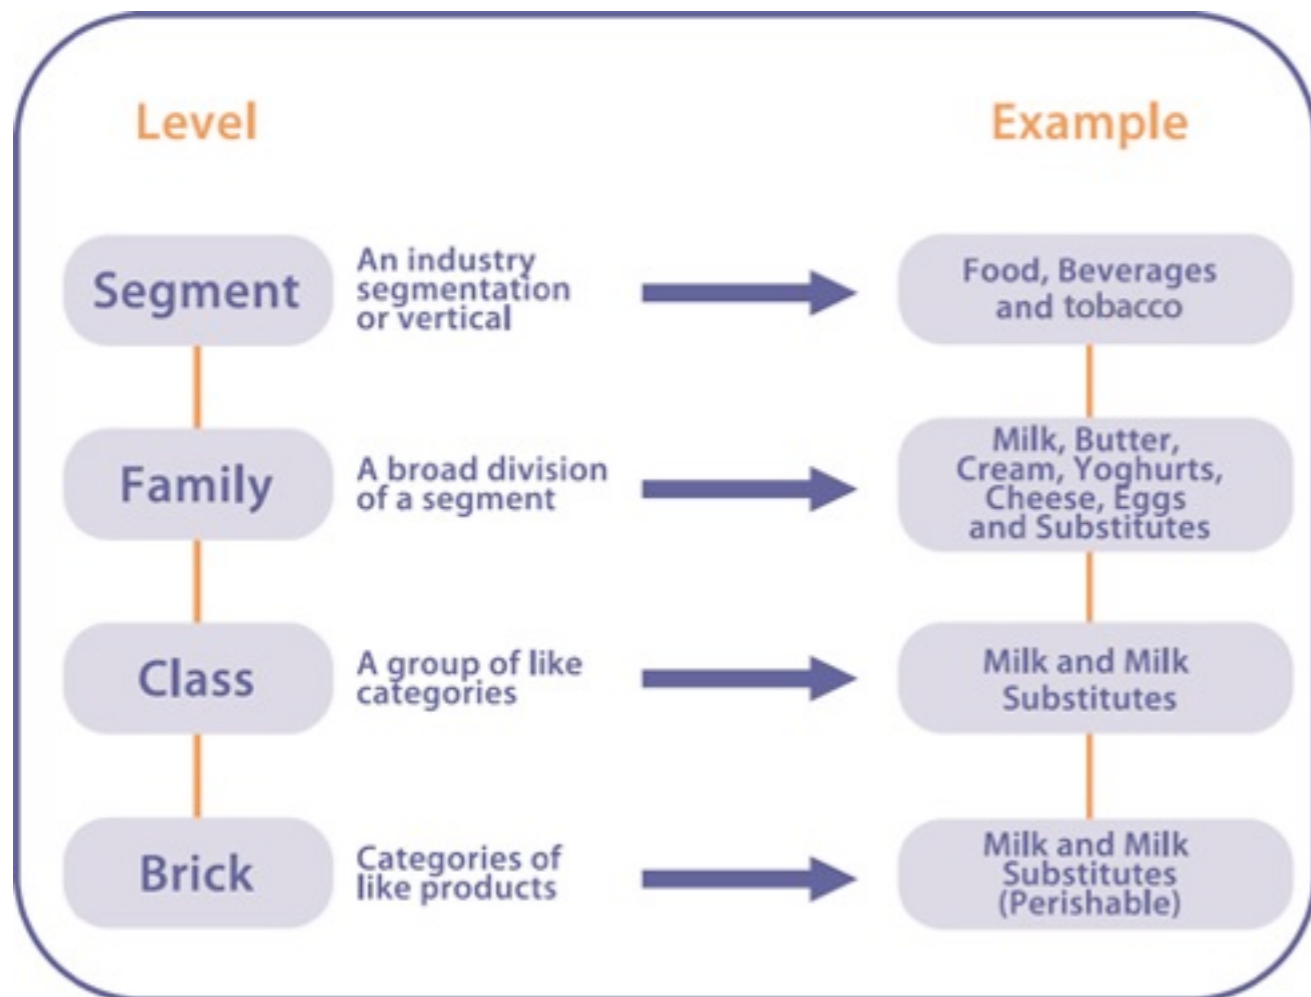 Level
Example
Segment
An industry
segmentation
or vertical
Food, Beverages
and tobacco
Family
A broad division
of a segment
Milk, Butter,
Cream, Yoghurts,
Cheese, Eggs
and Substitutes
Class
A group of like
categories
Milk and Milk
Substitutes
Brick
Categories of
like products
Milk and Milk
Substitutes
(Perishable)